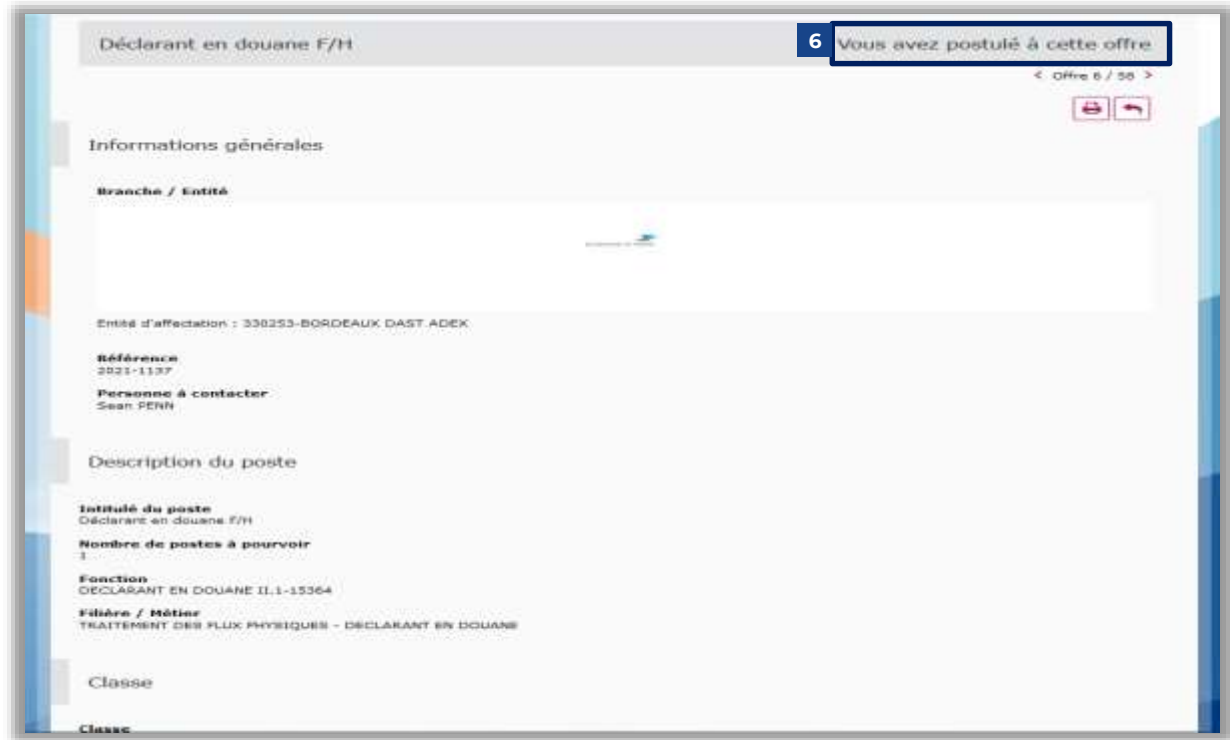 Déclarant en douane F/H
6 Vous avez postulé à cette offre
< Offre 6 / 58 >
Informations générales
Branche / Entité
Entité d'affectation : 330253-BORDEAUX DAST ADEX
Référence
2021-1137
Personne à contacter
Sean PENN
Description du poste
Intitulé du poste
Déclarant en douane F/H
Nombre de postes à pourvoir
1
Fonction
DECLARANT EN DOUANE II.1-15364
Filière / Métier
TRAITEMENT DES FLUX PHYSIQUES - DECLARANT EN DOUANE
Classe
Classe